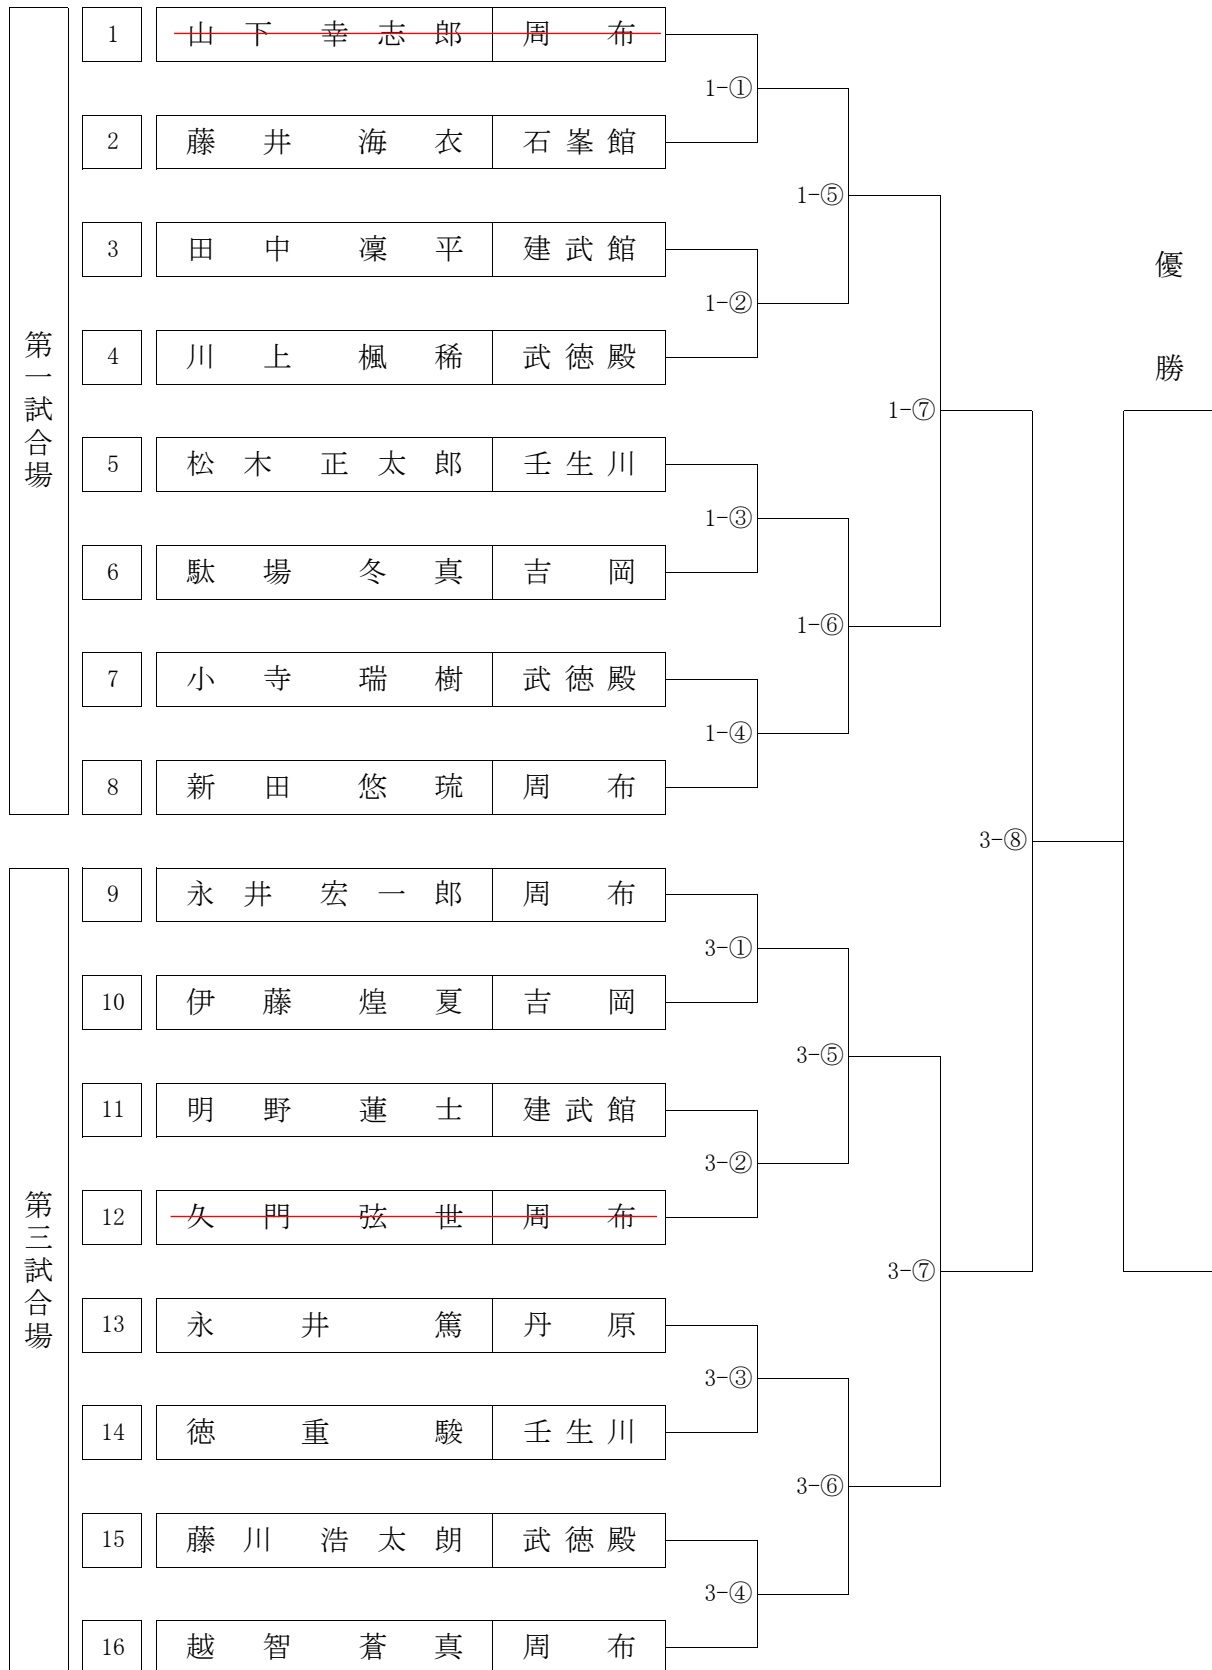 1 山下 幸志郎 周布
1-①
2 藤井 海衣 石峯館
1-⑤
3 田中 凜平 建武館
優勝
1-②
第一試合場
4 川上 楓稀 武徳殿
1-⑦
5 松木 正太郎 壬生川
1-③
6 駄場 冬真 吉岡
1-⑥
7 小寺 瑞樹 武徳殿
1-④
8 新田 悠琉 周布
3-⑧
9 永井 宏一郎 周布
3-①
10 伊藤 煌夏 吉岡
3-⑤
11 明野 蓮士 建武館
3-②
第三試合場
12 久門 弦世 周布
3-⑦
13 永井 篤 丹原
3-③
14 徳重 駿 壬生川
3-⑥
15 藤川 浩太朗 武徳殿
3-④
16 越智 蒼真 周布